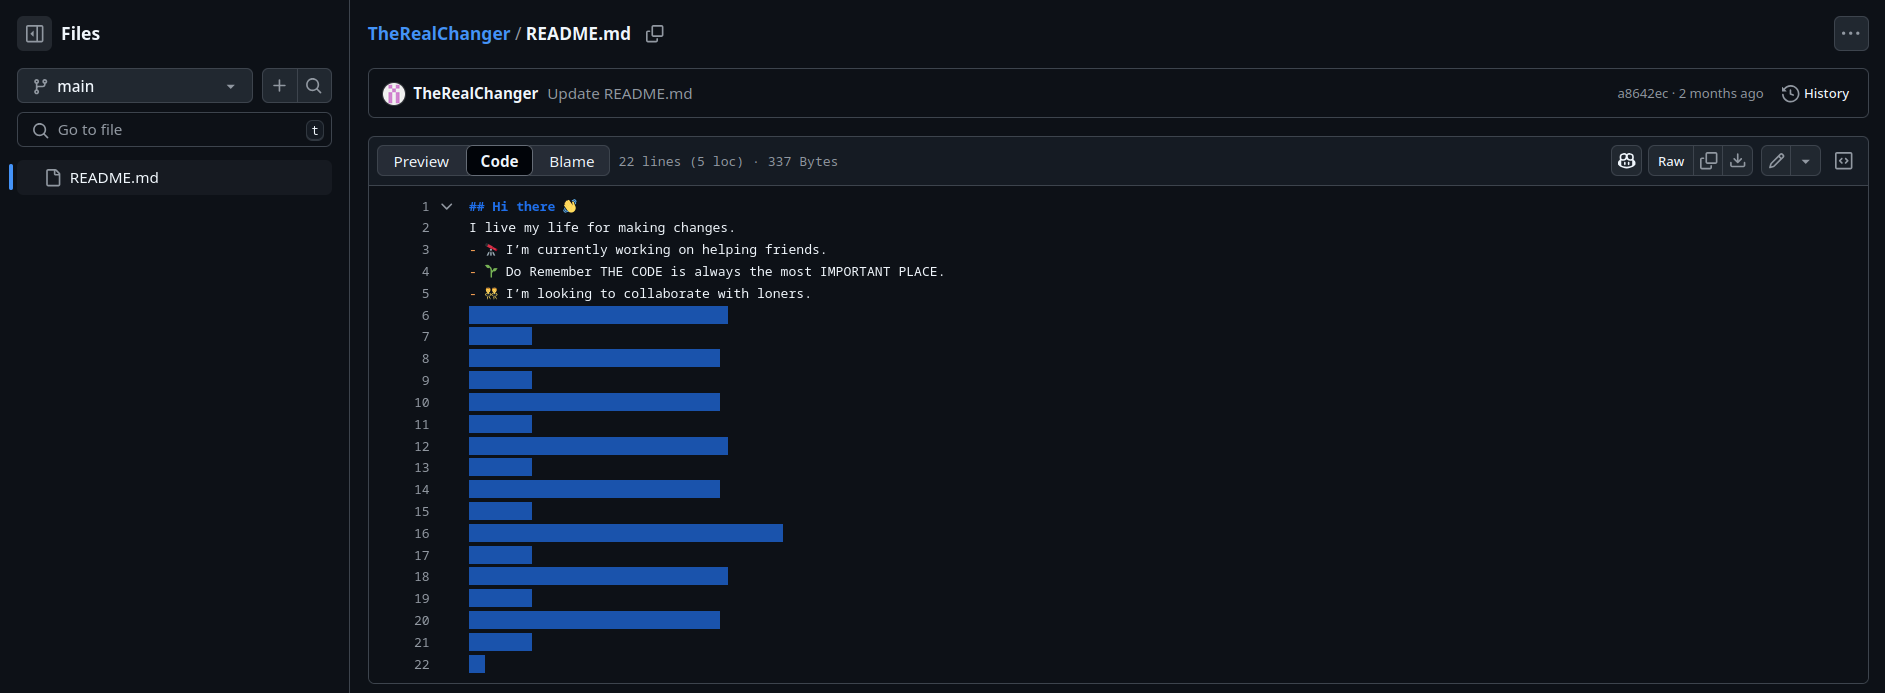 Files
TheRealChanger / README.md
main
TheRealChanger Update README.md
a8642ec · 2 months ago
History
Go to file
t
README.md
Preview
Code
Blame
22 lines (5 loc) · 337 Bytes
Raw
1 ## Hi there 👋
2 I live my life for making changes.
3 - 🔭 I’m currently working on helping friends.
4 - 🌱 Do Remember THE CODE is always the most IMPORTANT PLACE.
5 - 👯 I’m looking to collaborate with loners.
6
7
8
9
10
11
12
13
14
15
16
17
18
19
20
21
22